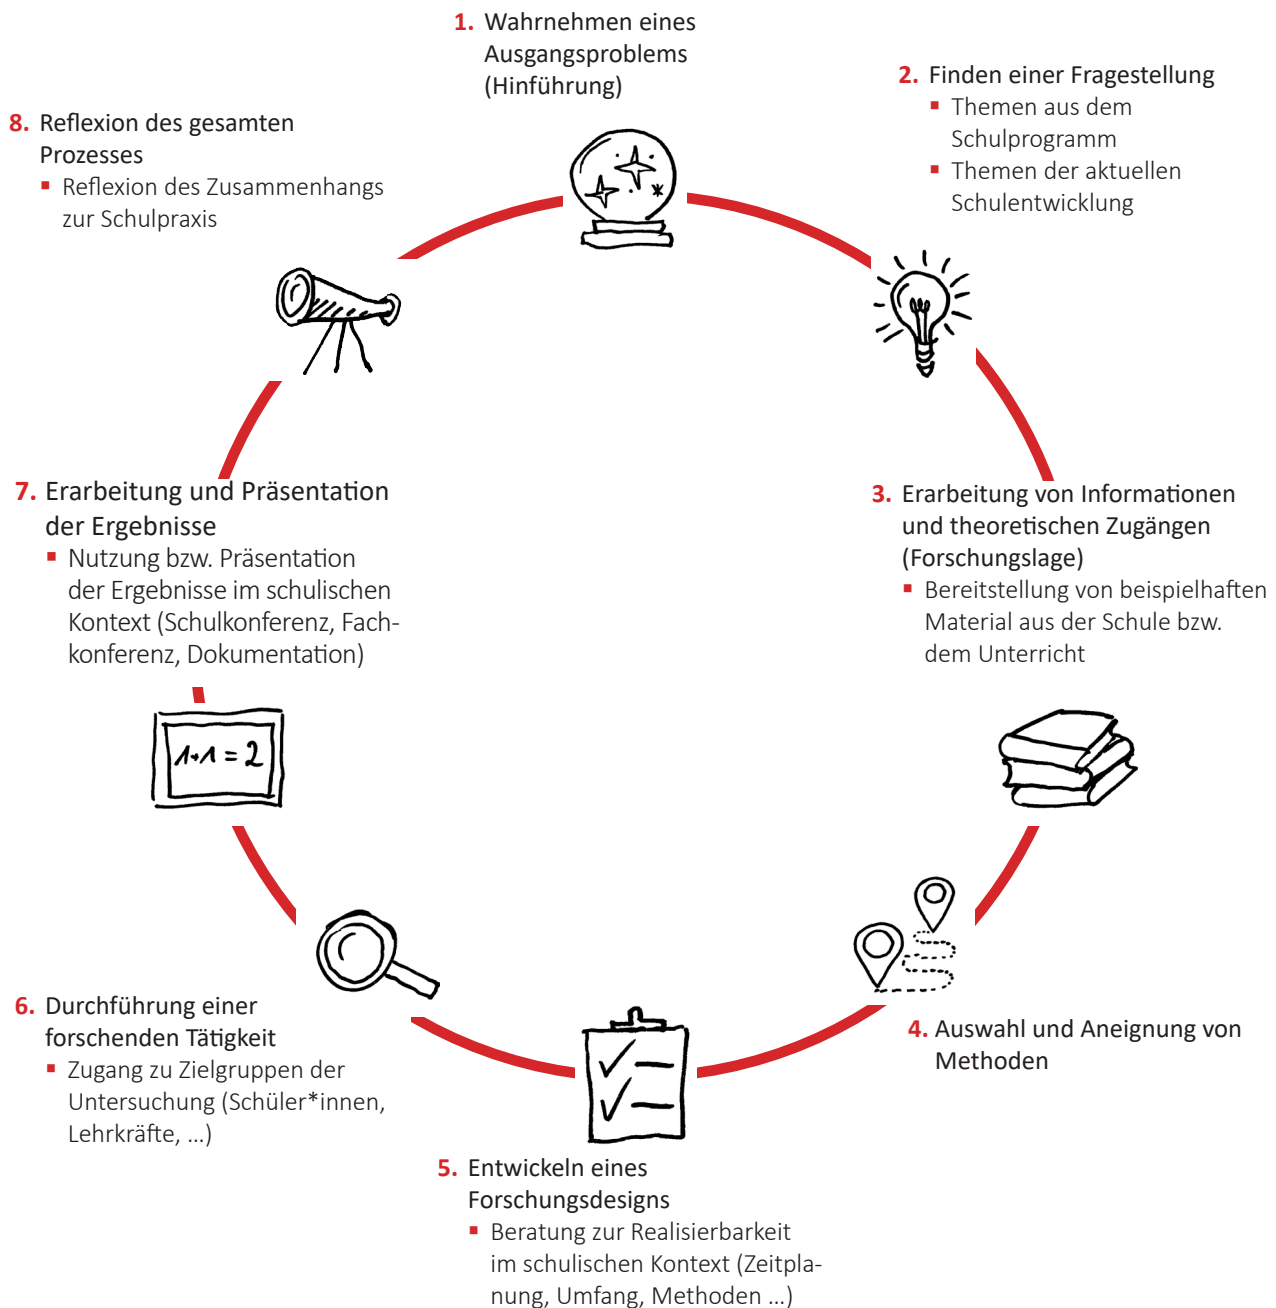 1. Wahrnehmen eines
Ausgangsproblems
(Hinführung)
2. Finden einer Fragestellung
▪ Themen aus dem
Schulprogramm
▪ Themen der aktuellen
Schulentwicklung
3. Erarbeitung von Informationen
und theoretischen Zugängen
(Forschungslage)
▪ Bereitstellung von beispielhaften
Material aus der Schule bzw.
dem Unterricht
4. Auswahl und Aneignung von
Methoden
5. Entwickeln eines
Forschungsdesigns
▪ Beratung zur Realisierbarkeit
im schulischen Kontext (Zeitpla-
nung, Umfang, Methoden ...)
6. Durchführung einer
forschenden Tätigkeit
▪ Zugang zu Zielgruppen der
Untersuchung (Schüler*innen,
Lehrkräfte, ...)
7. Erarbeitung und Präsentation
der Ergebnisse
▪ Nutzung bzw. Präsentation
der Ergebnisse im schulischen
Kontext (Schulkonferenz, Fach-
konferenz, Dokumentation)
1+1=2
8. Reflexion des gesamten
Prozesses
▪ Reflexion des Zusammenhangs
zur Schulpraxis